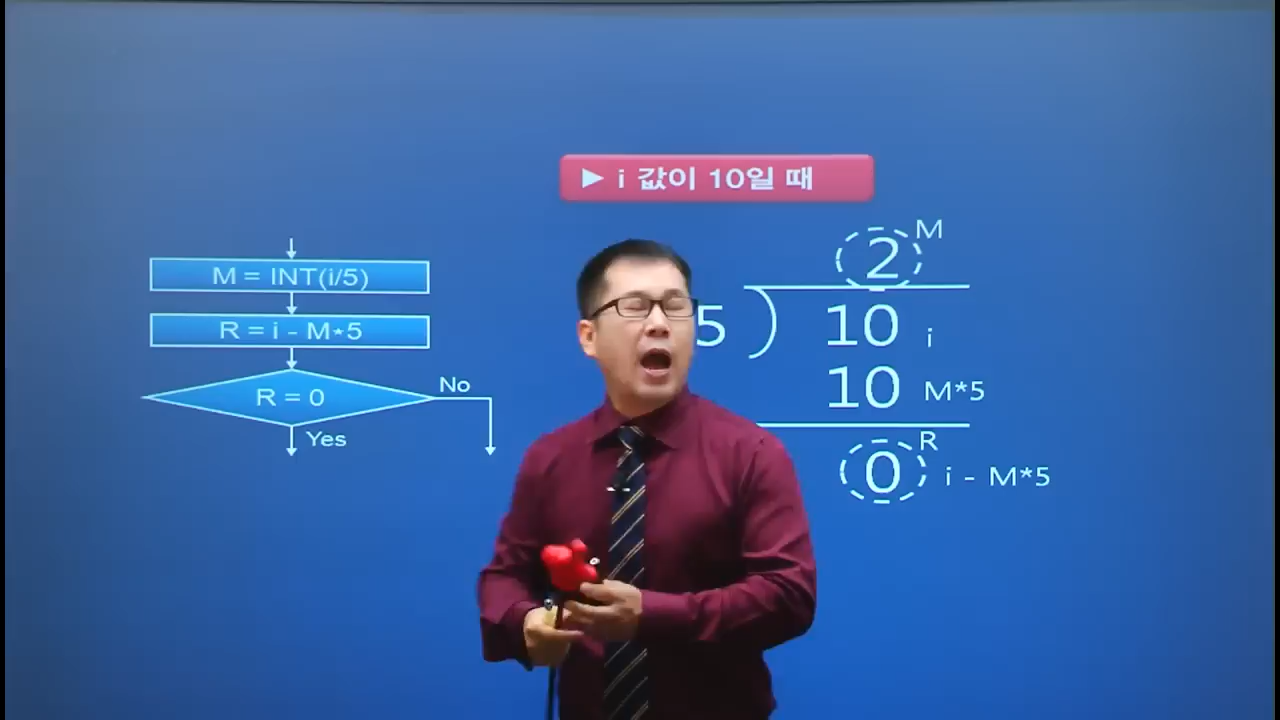 ▶ i 값이 10일 때
M = INT(i/5)
R = i - M*5
R = 0
No
Yes
2 M
5 ) 10 i
10 M*5
0 R
i - M*5